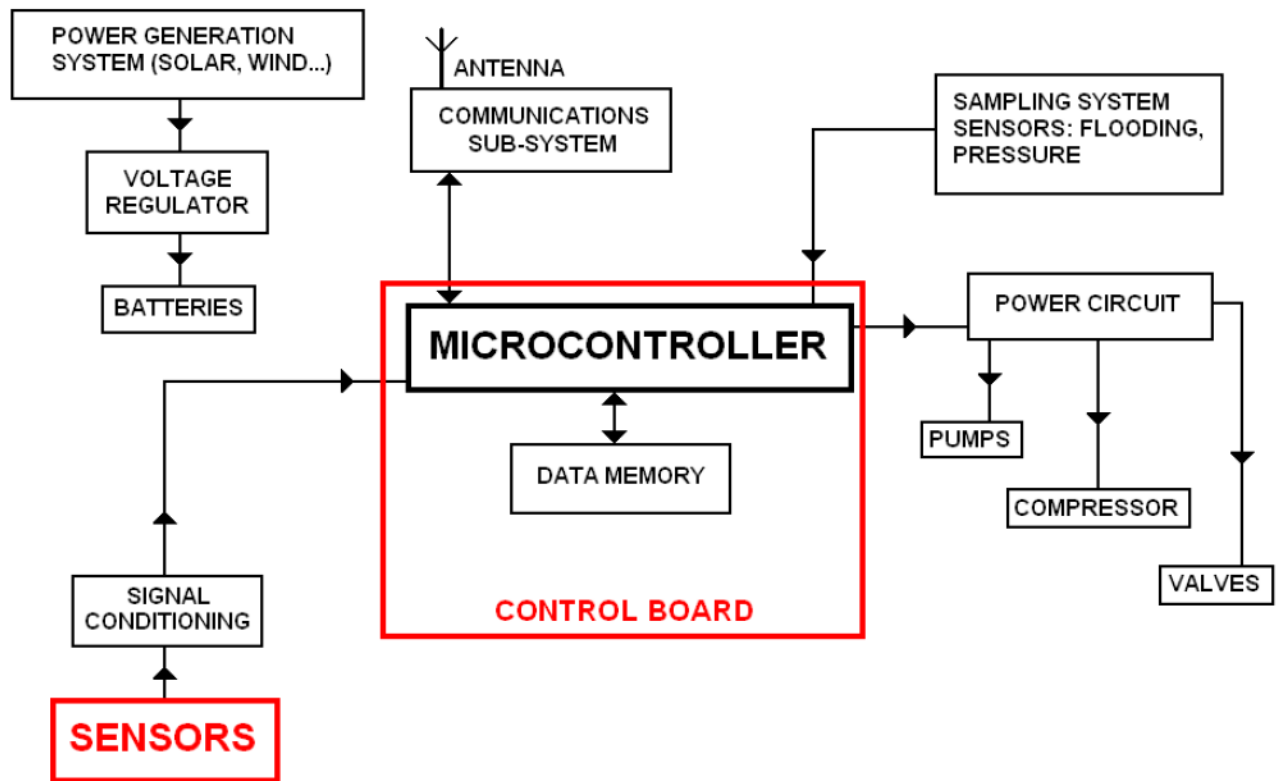 POWER GENERATION
SYSTEM (SOLAR, WIND...)
VOLTAGE
REGULATOR
BATTERIES
ANTENNA
COMMUNICATIONS
SUB-SYSTEM
SAMPLING SYSTEM
SENSORS: FLOODING,
PRESSURE
MICROCONTROLLER
DATA MEMORY
CONTROL BOARD
POWER CIRCUIT
PUMPS
COMPRESSOR
VALVES
SIGNAL
CONDITIONING
SENSORS